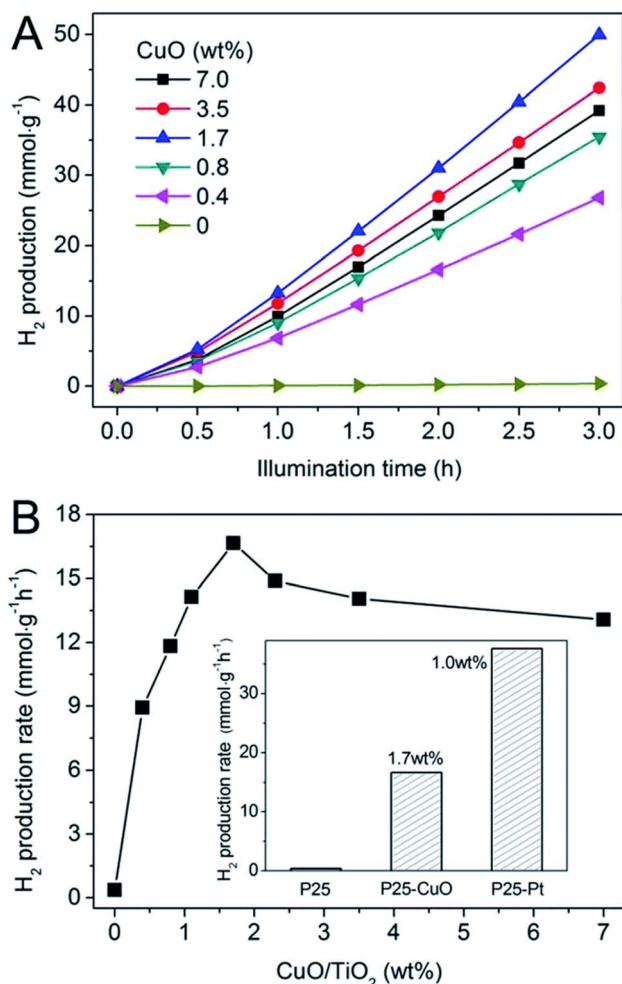 A
CuO (wt%)
7.0
3.5
1.7
0.8
0.4
0
H₂ production (mmol·g⁻¹)
50
40
30
20
10
0
0.0 0.5 1.0 1.5 2.0 2.5 3.0
Illumination time (h)
B
H₂ production rate (mmol·g⁻¹h⁻¹)
18
15
12
9
6
3
0
H₂ production rate (mmol·g⁻¹h⁻¹)
30
20
10
0
1.0wt%
1.7wt%
P25 P25-CuO P25-Pt
0 1 2 3 4 5 6 7
CuO/TiO₂ (wt%)